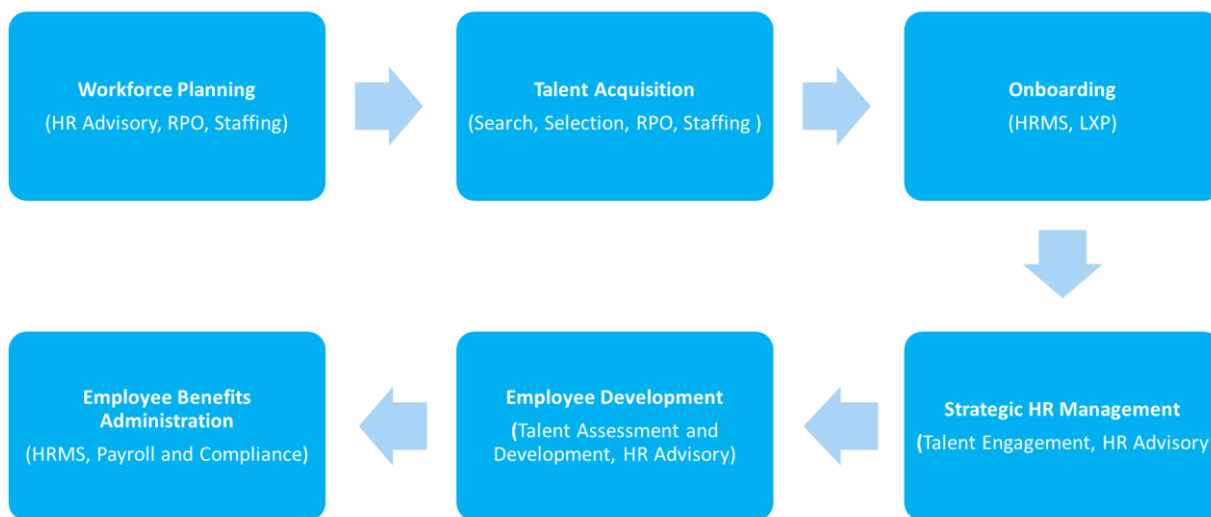 Workforce Planning
(HR Advisory, RPO, Staffing)
Talent Acquisition
(Search, Selection, RPO, Staffing )
Onboarding
(HRMS, LXP)
Strategic HR Management
(Talent Engagement, HR Advisory
Employee Development
(Talent Assessment and
Development, HR Advisory)
Employee Benefits
Administration
(HRMS, Payroll and Compliance)